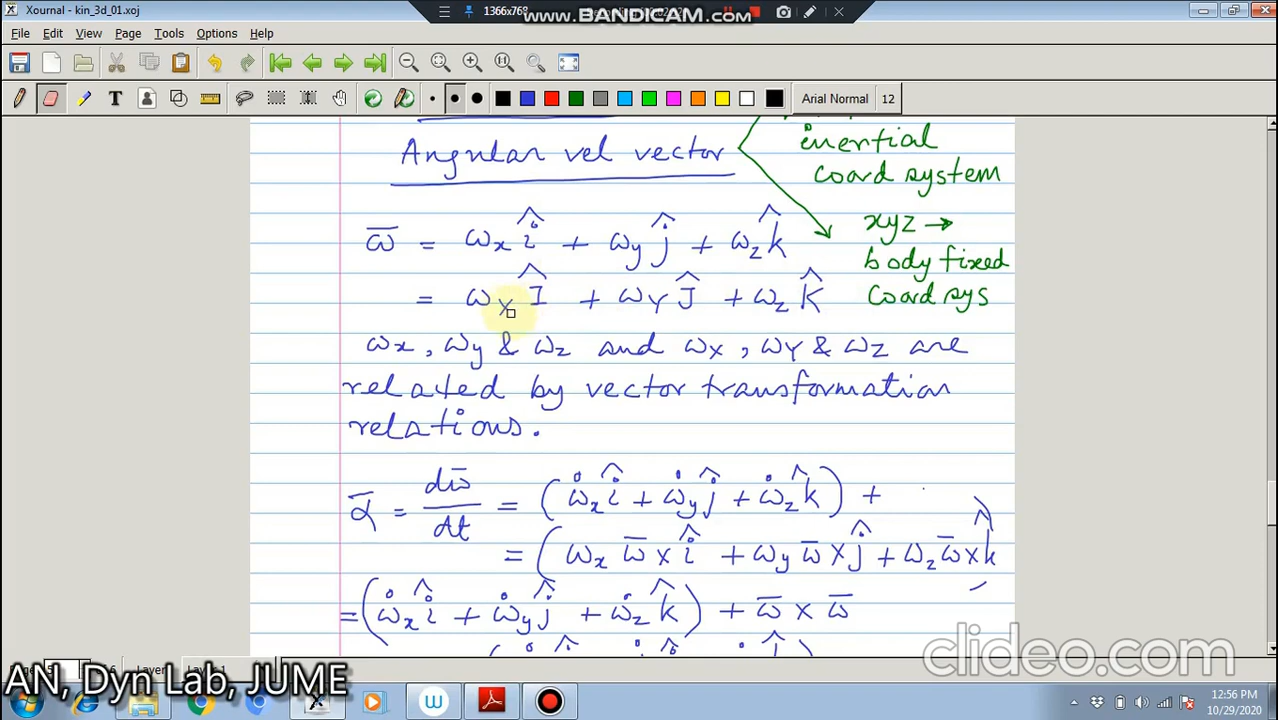 Xournal - kin_3d_01.xoj
1366x768
www.BANDICAM.com
File Edit View Page Tools Options Help
Arial Normal 12
inertial
Angular vel vector
coord system
xyz →
ω̅ = ωx î + ωy ĵ + ωz k̂
body fixed
= ωX Î + ωY Ĵ + ωz K̂
coord sys
ωx, ωy & ωz and ωX, ωY & ωZ are
related by vector transformation
relations.
α̅ = dω̅/dt = (ω̇x î + ω̇y ĵ + ω̇z k̂) +
= (ωx ω̅ × î + ωy ω̅ × ĵ + ωz ω̅ × k̂)
= (ω̇x î + ω̇y ĵ + ω̇z k̂) + ω̅ × ω̅
clideo.com
AN, Dyn Lab, JUME
12:56 PM
10/29/2020